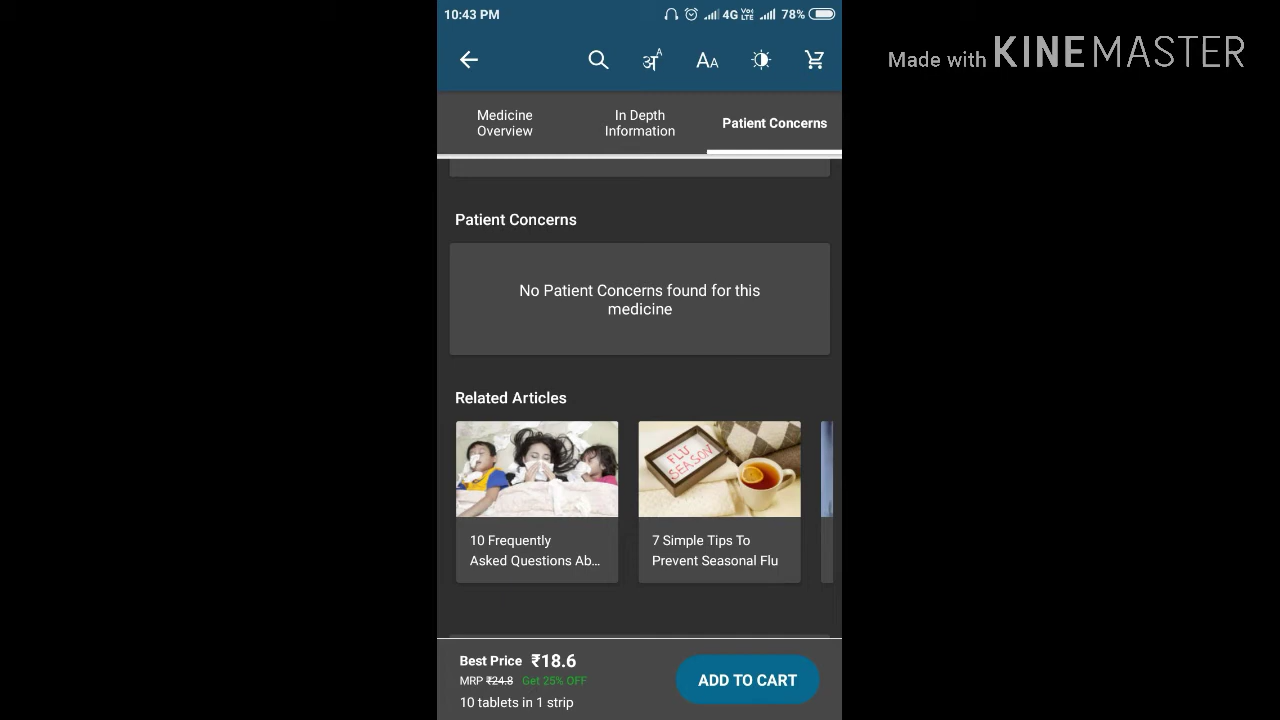 10:43 PM
4G
Vo)
LTE
78%
Made with KINEMASTER
अA
AA
Medicine
Overview
In Depth
Information
Patient Concerns
Patient Concerns
No Patient Concerns found for this
medicine
Related Articles
FLU
SEASON
10 Frequently
Asked Questions Ab...
7 Simple Tips To
Prevent Seasonal Flu
Best Price ₹18.6
MRP ₹24.8 Get 25% OFF
10 tablets in 1 strip
ADD TO CART